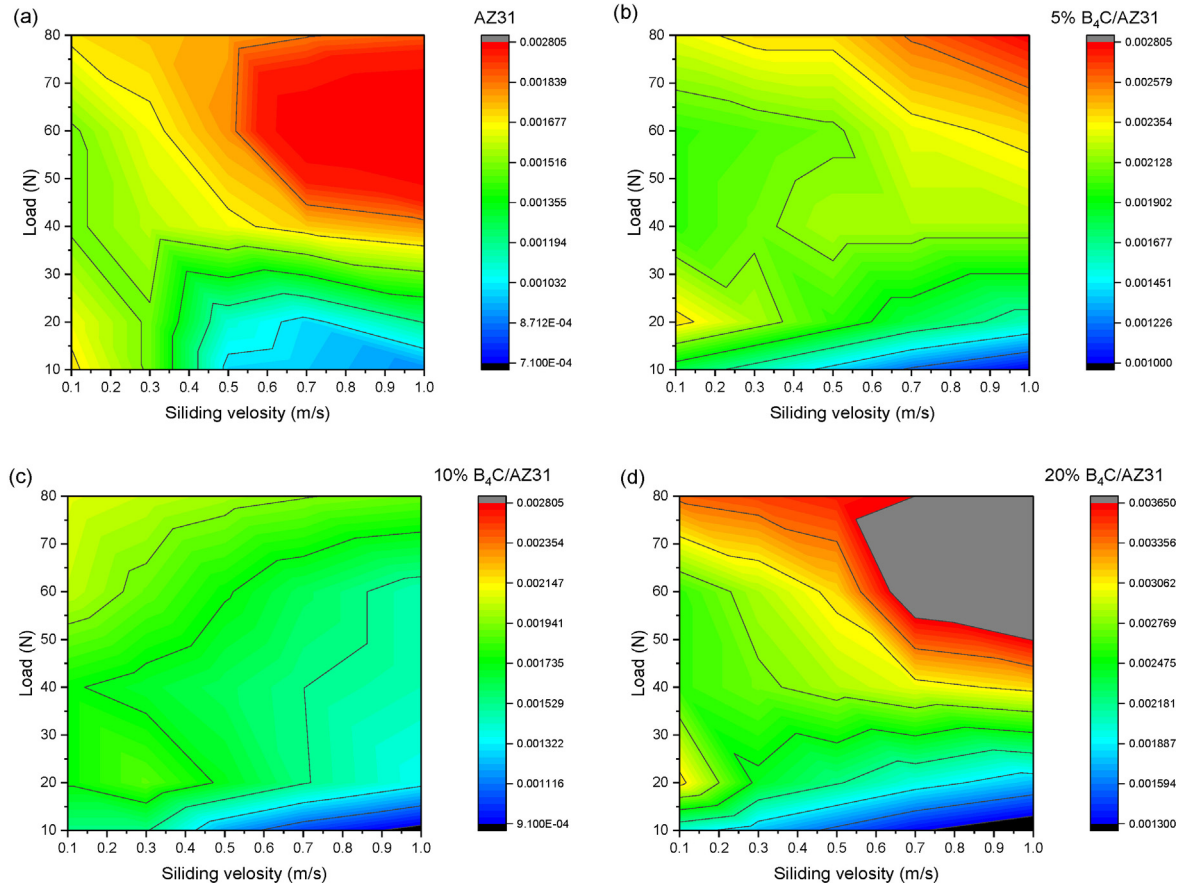 (a)
AZ31
80
70
60
50
40
30
20
10
Load (N)
0.1 0.2 0.3 0.4 0.5 0.6 0.7 0.8 0.9 1.0
Siliding velosity (m/s)
0.002805
0.001839
0.001677
0.001516
0.001355
0.001194
0.001032
8.712E-04
7.100E-04
(b)
5% B₄C/AZ31
80
70
60
50
40
30
20
10
Load (N)
0.1 0.2 0.3 0.4 0.5 0.6 0.7 0.8 0.9 1.0
Siliding velosity (m/s)
0.002805
0.002579
0.002354
0.002128
0.001902
0.001677
0.001451
0.001226
0.001000
(c)
10% B₄C/AZ31
80
70
60
50
40
30
20
10
Load (N)
0.1 0.2 0.3 0.4 0.5 0.6 0.7 0.8 0.9 1.0
Siliding velosity (m/s)
0.002805
0.002354
0.002147
0.001941
0.001735
0.001529
0.001322
0.001116
9.100E-04
(d)
20% B₄C/AZ31
80
70
60
50
40
30
20
10
Load (N)
0.1 0.2 0.3 0.4 0.5 0.6 0.7 0.8 0.9 1.0
Siliding velosity (m/s)
0.003650
0.003356
0.003062
0.002769
0.002475
0.002181
0.001887
0.001594
0.001300